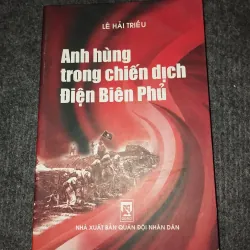 LÊ HẢI TRIỀU
Anh hùng
trong chiến dịch
Điện Biên Phủ
NHÀ XUẤT BẢN QUÂN ĐỘI NHÂN DÂN